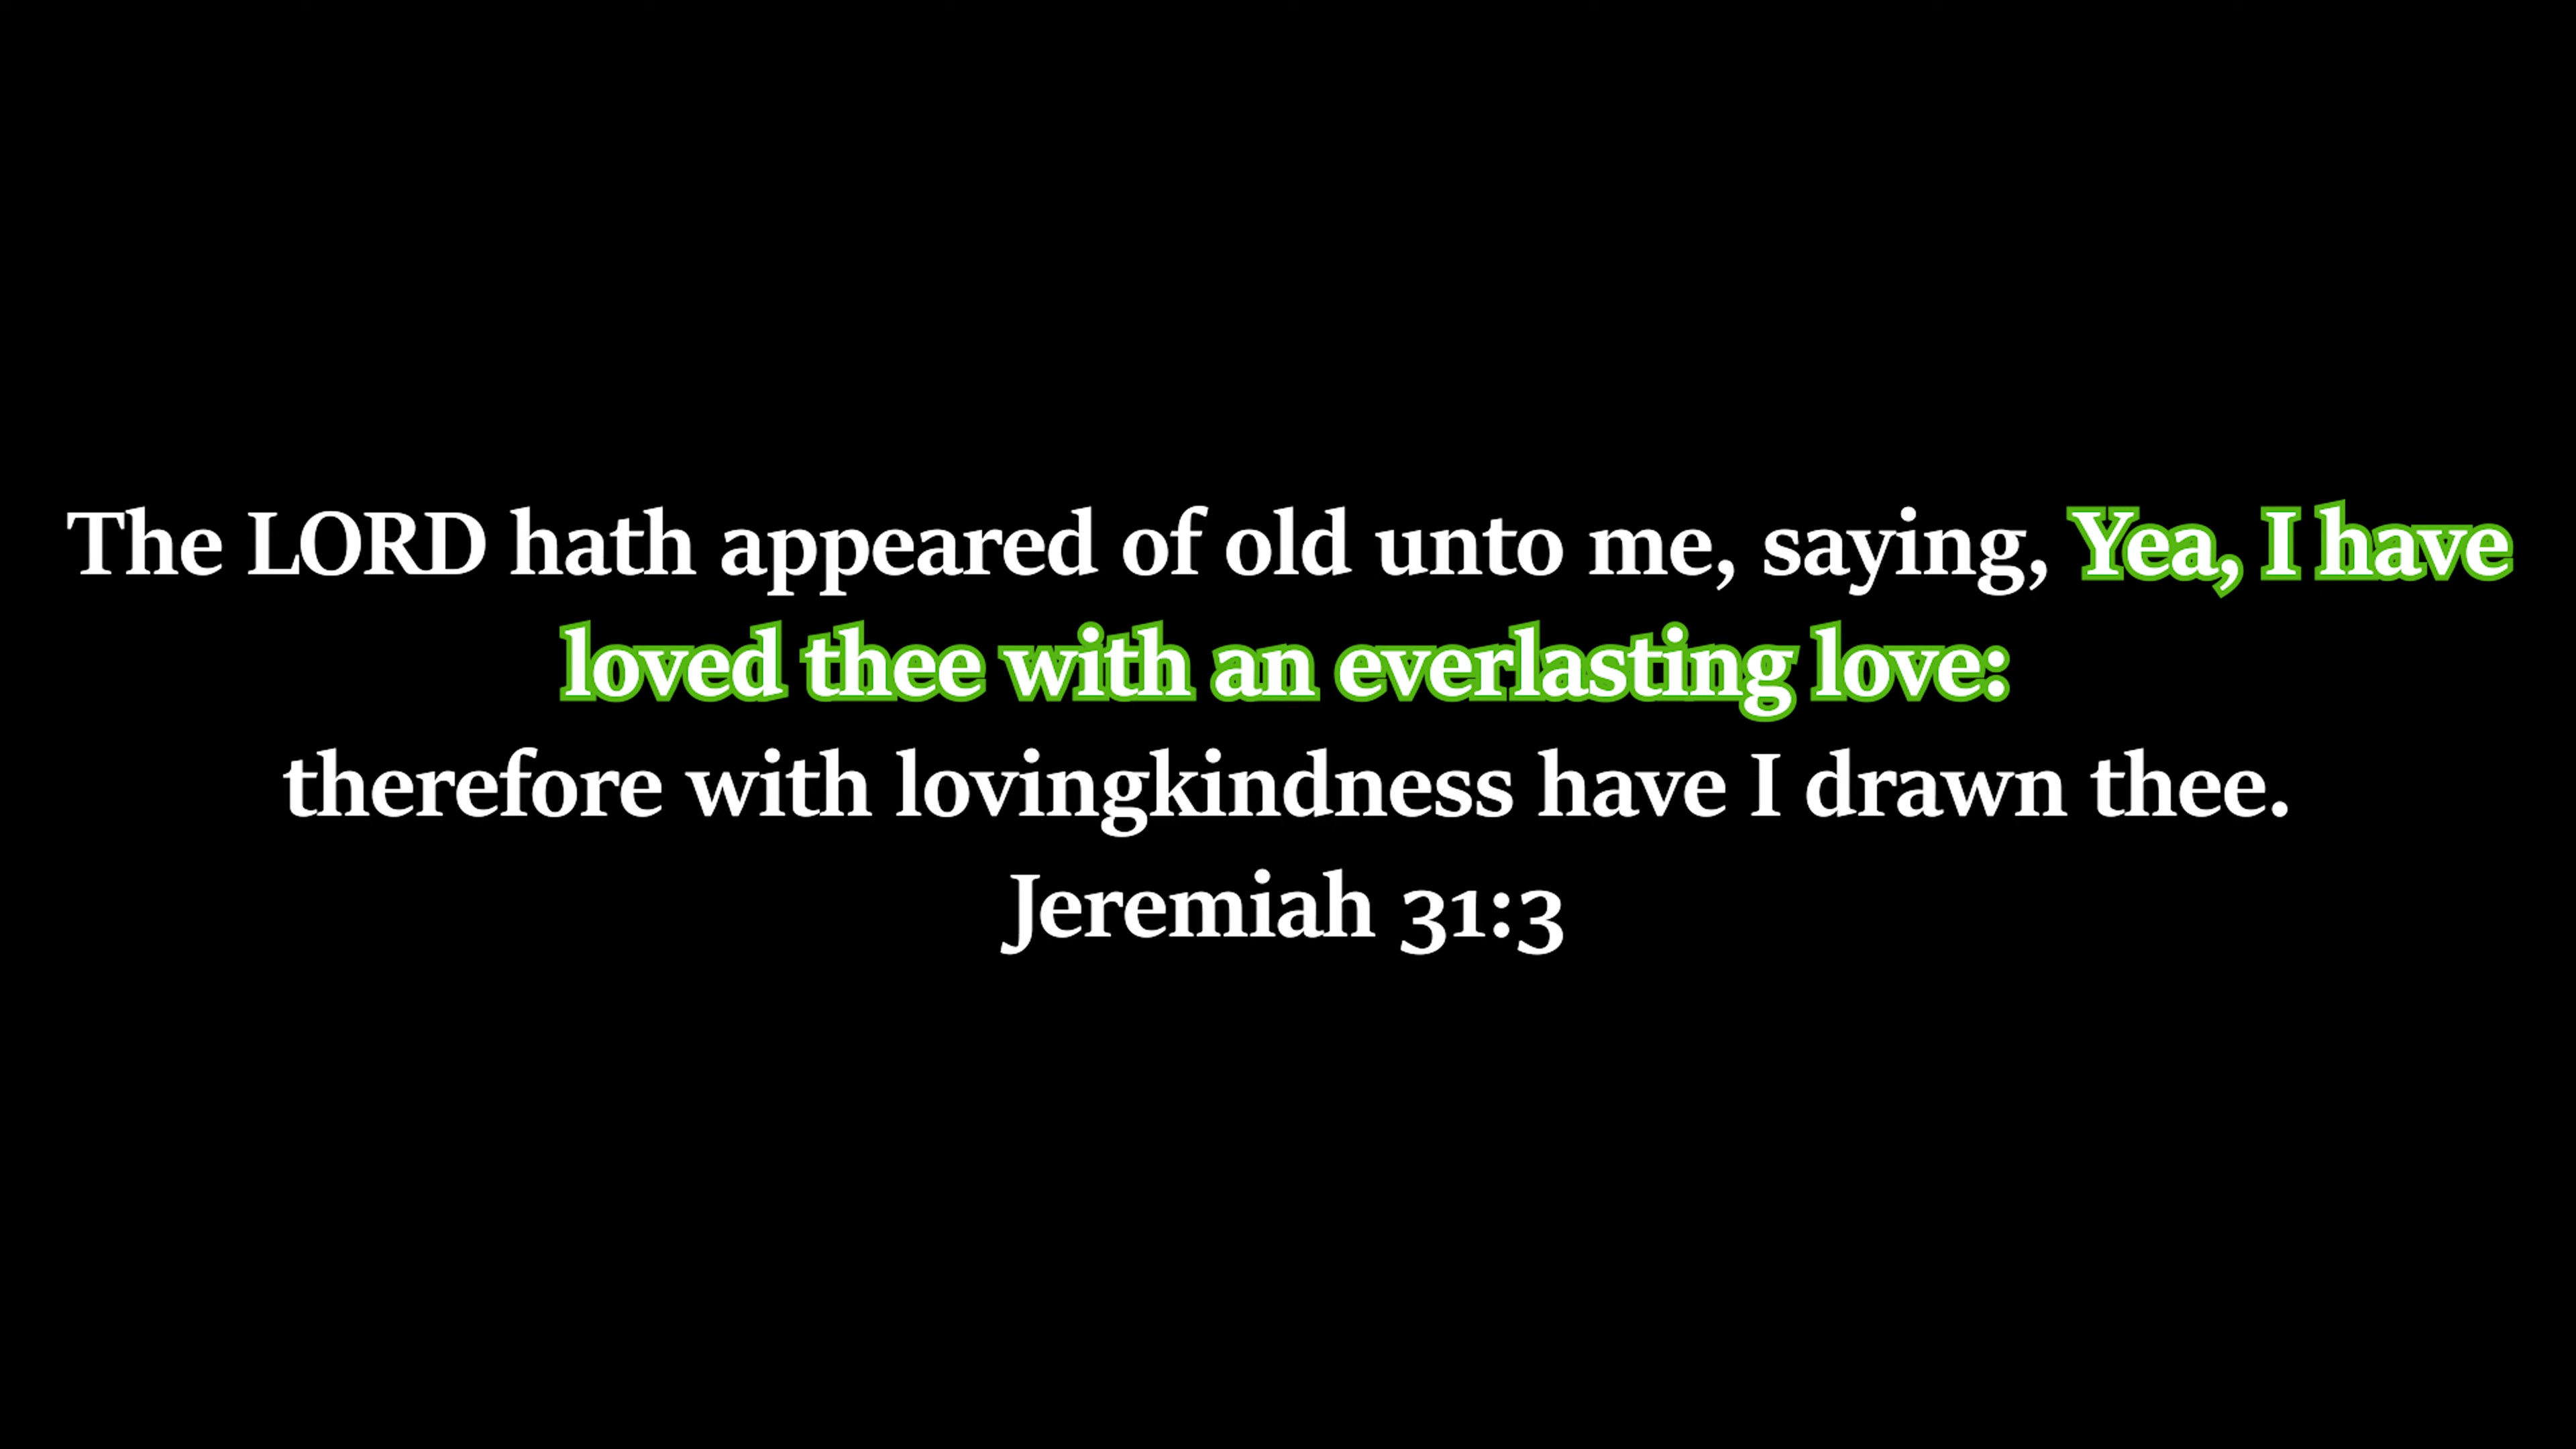 The LORD hath appeared of old unto me, saying, Yea, I have
loved thee with an everlasting love:
therefore with lovingkindness have I drawn thee.
Jeremiah 31:3